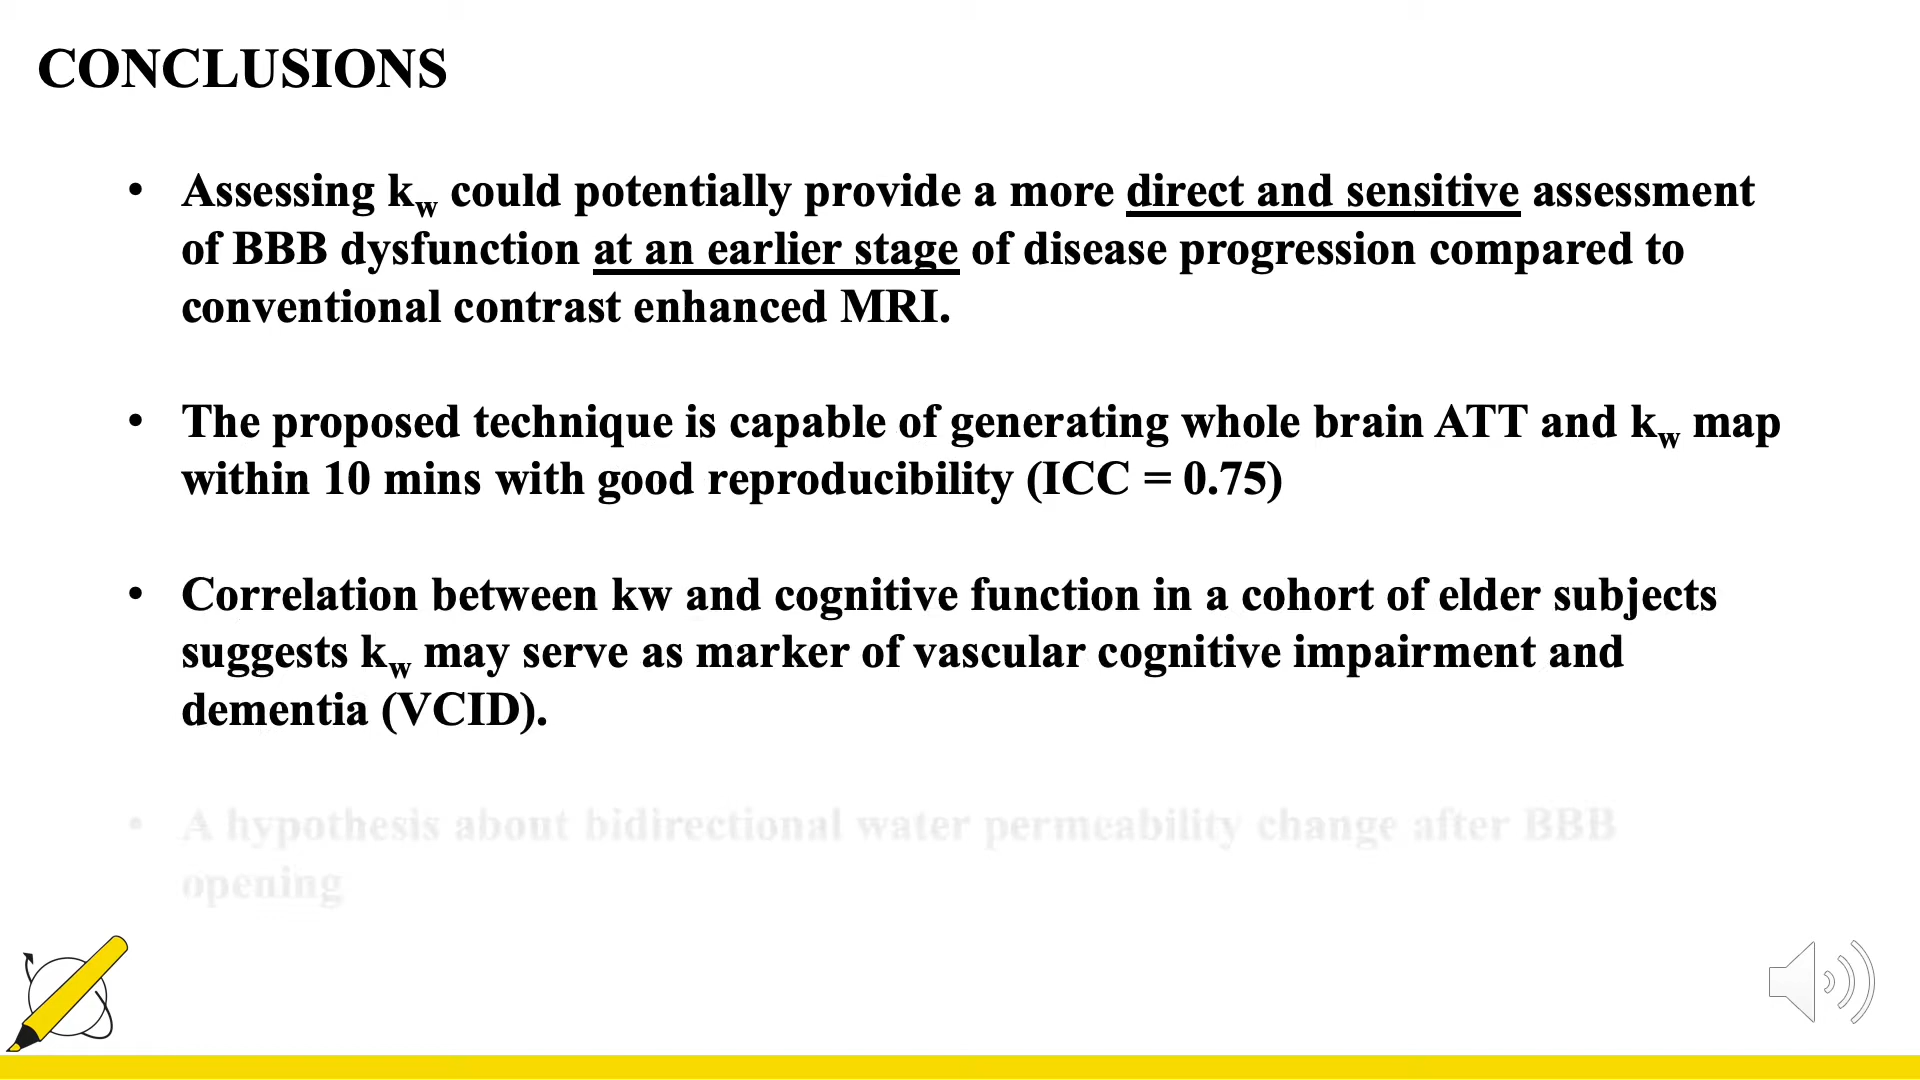 CONCLUSIONS
• Assessing kw could potentially provide a more direct and sensitive assessment
of BBB dysfunction at an earlier stage of disease progression compared to
conventional contrast enhanced MRI.
• The proposed technique is capable of generating whole brain ATT and kw map
within 10 mins with good reproducibility (ICC = 0.75)
• Correlation between kw and cognitive function in a cohort of elder subjects
suggests kw may serve as marker of vascular cognitive impairment and
dementia (VCID).
• A hypothesis about bidirectional water permeability change after BBB
opening